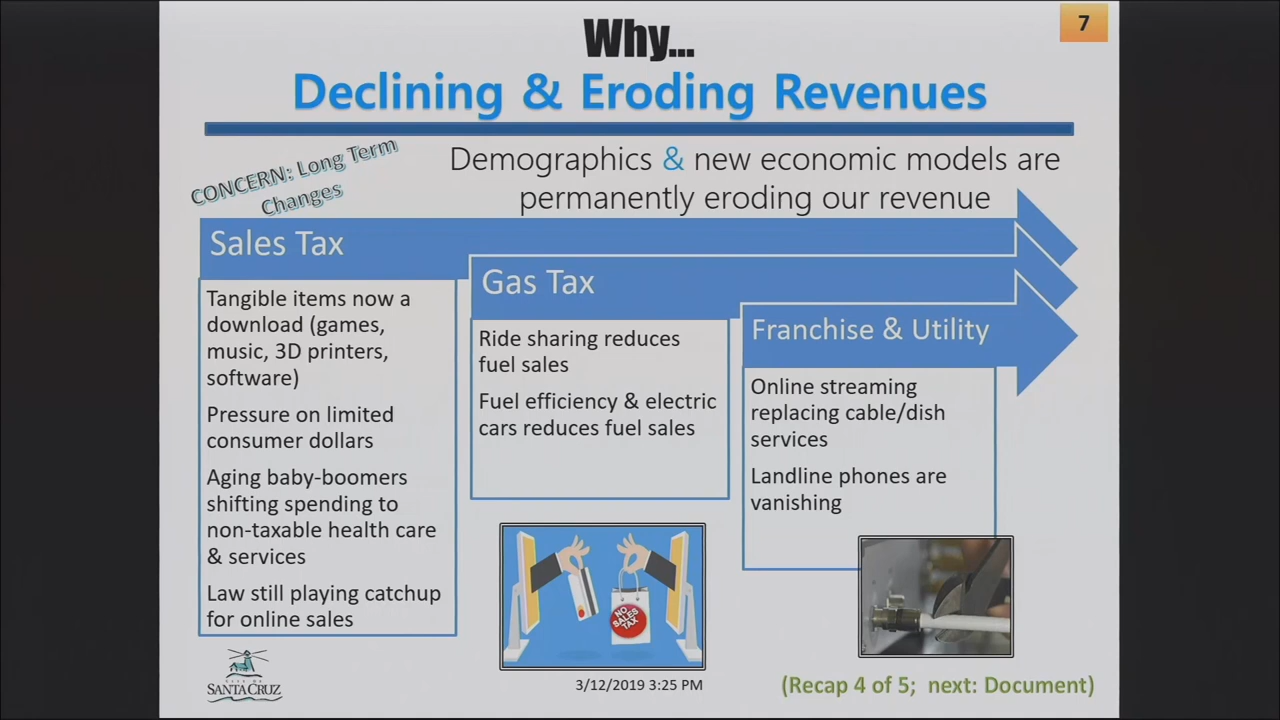 7
Why...
Declining & Eroding Revenues
CONCERN: Long Term
Changes
Demographics & new economic models are
permanently eroding our revenue
Sales Tax
Tangible items now a
download (games,
music, 3D printers,
software)
Pressure on limited
consumer dollars
Aging baby-boomers
shifting spending to
non-taxable health care
& services
Law still playing catchup
for online sales
Gas Tax
Ride sharing reduces
fuel sales
Fuel efficiency & electric
cars reduces fuel sales
Franchise & Utility
Online streaming
replacing cable/dish
services
Landline phones are
vanishing
NO
SALES
TAX
CITY OF
SANTA CRUZ
3/12/2019 3:25 PM
(Recap 4 of 5; next: Document)